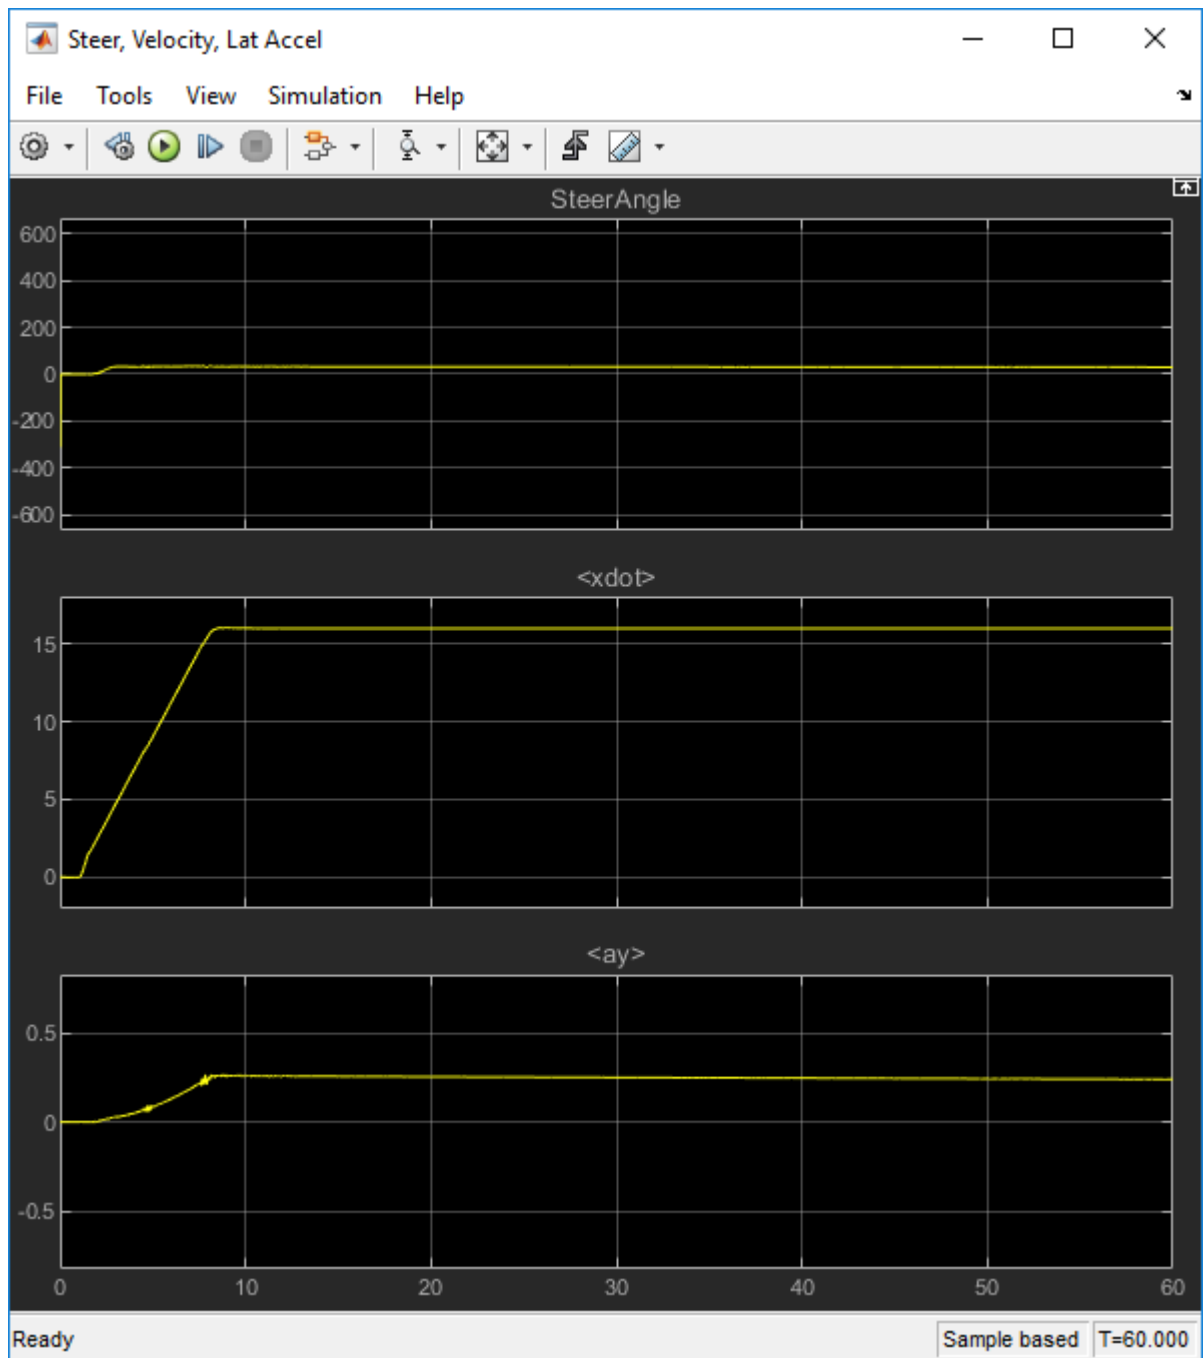 Steer, Velocity, Lat Accel
File Tools View Simulation Help
SteerAngle
600
400
200
0
-200
-400
-600
<xdot>
15
10
5
0
<ay>
0.5
0
-0.5
0 10 20 30 40 50 60
Ready Sample based T=60.000